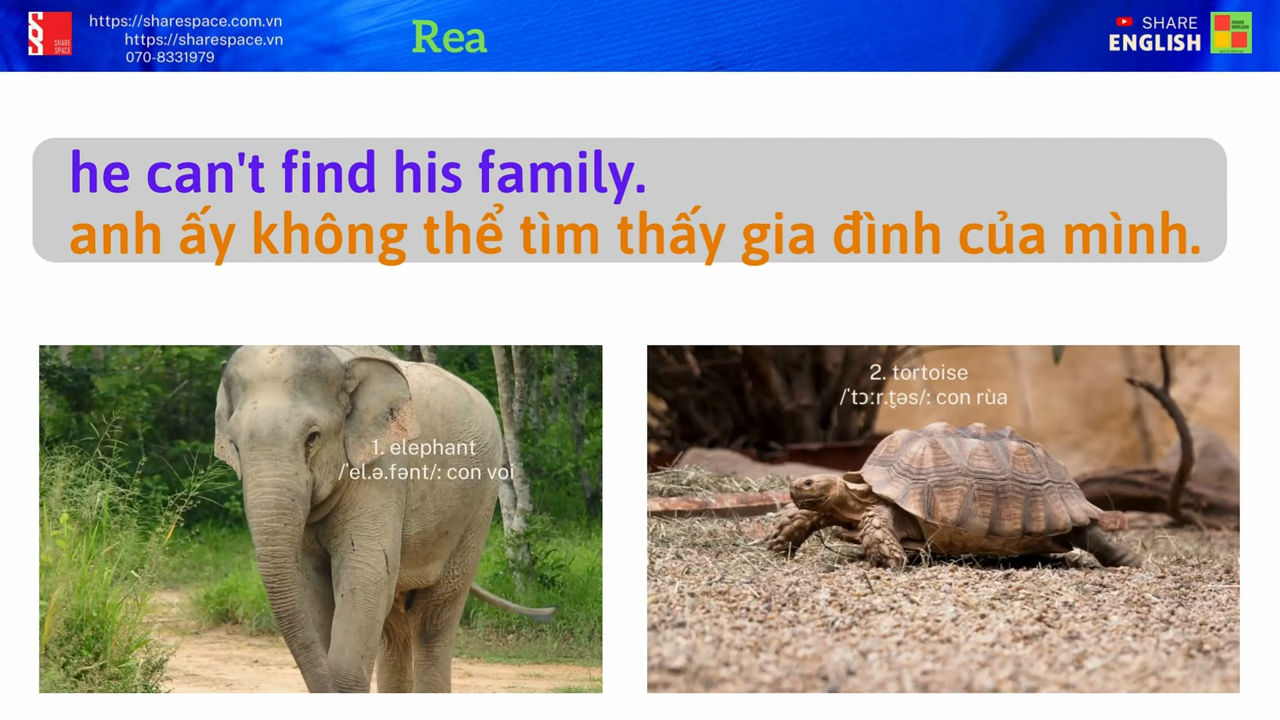 https://sharespace.com.vn
https://sharespace.vn
070-8331979
SHARE
SPACE
Rea
SHARE
ENGLISH
he can't find his family.
anh ấy không thể tìm thấy gia đình của mình.
1. elephant
/ˈel.ə.fənt/: con voi
2. tortoise
/ˈtɔːr.t̬əs/: con rùa